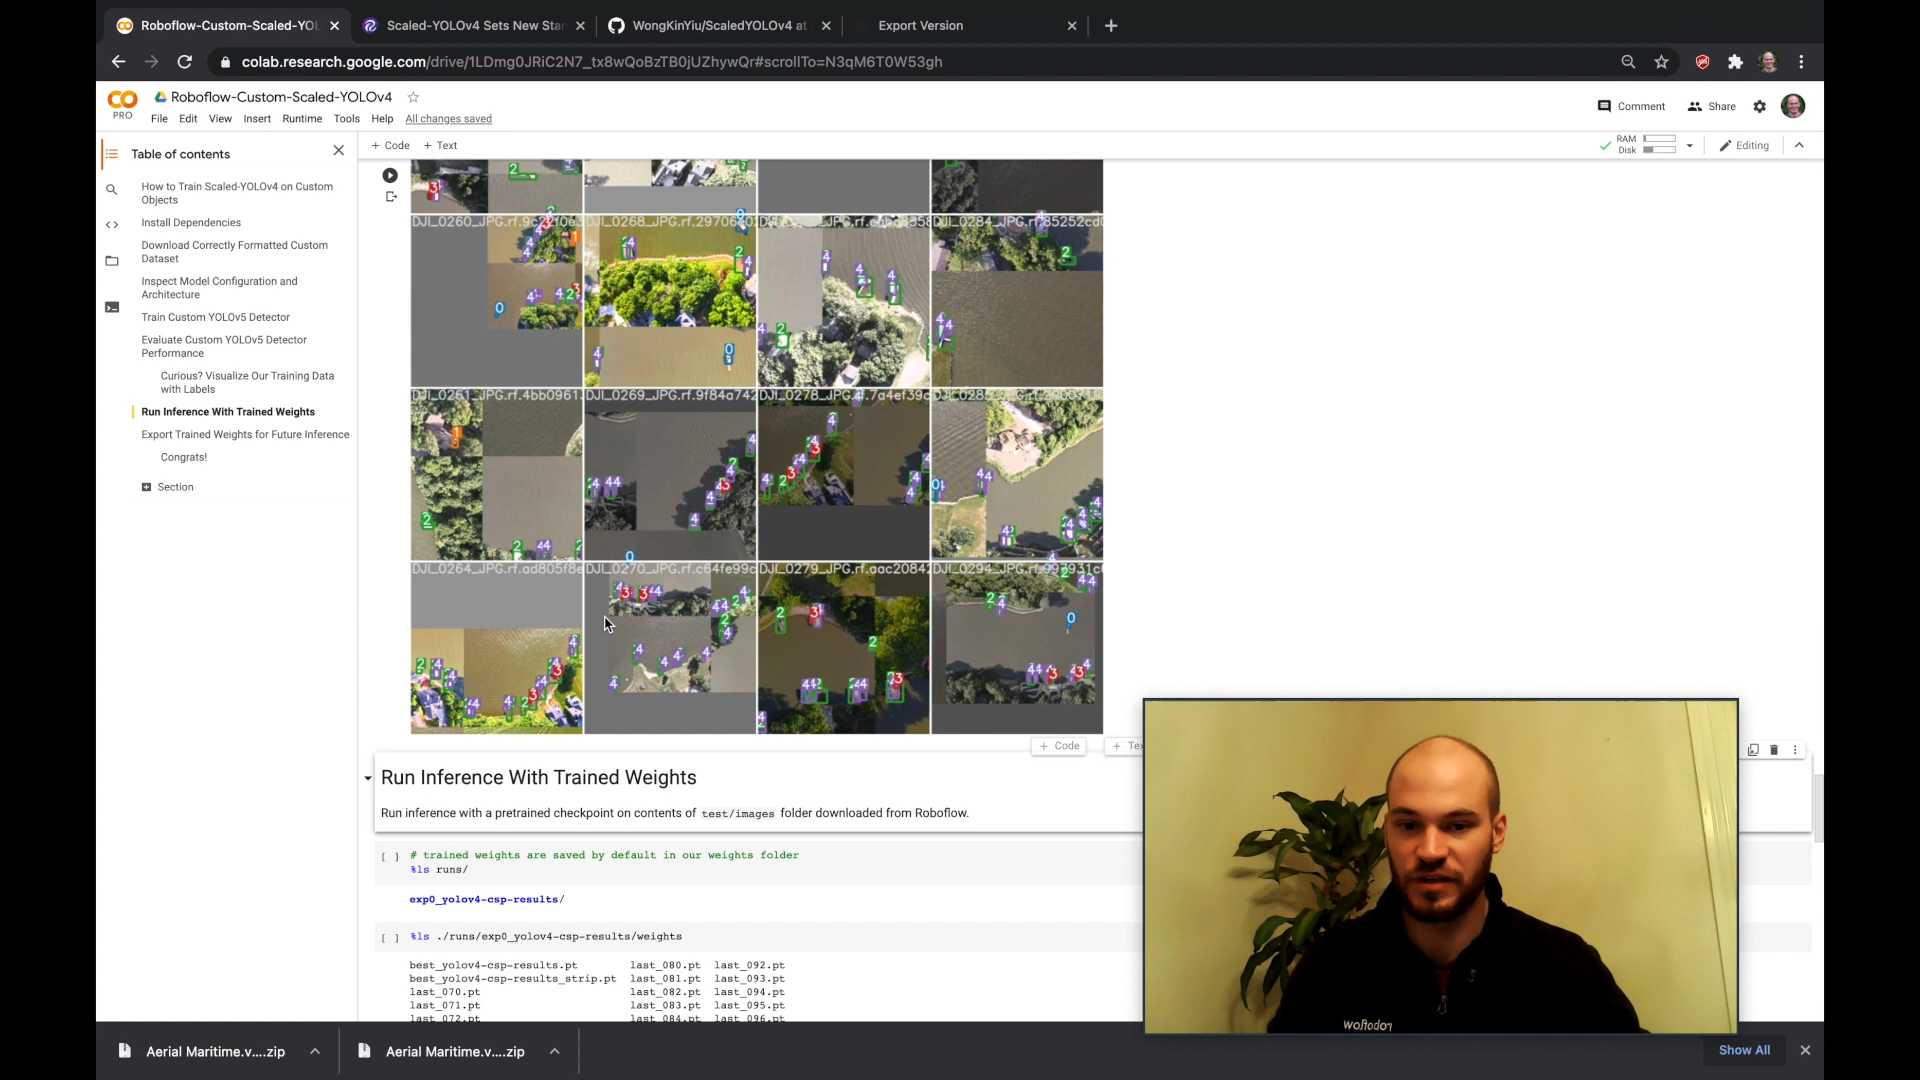 Roboflow-Custom-Scaled-YOL
Scaled-YOLOv4 Sets New Stan
WongKinYiu/ScaledYOLOv4 at
Export Version
colab.research.google.com/drive/1LDmg0JRiC2N7_tx8wQoBzTB0jUZhywQr#scrollTo=N3qM6T0W53gh
PRO
Roboflow-Custom-Scaled-YOLOv4
File Edit View Insert Runtime Tools Help All changes saved
Comment
Share
Table of contents
+ Code + Text
RAM
Disk
Editing
How to Train Scaled-YOLOv4 on Custom
Objects
Install Dependencies
Download Correctly Formatted Custom
Dataset
Inspect Model Configuration and
Architecture
Train Custom YOLOv5 Detector
Evaluate Custom YOLOv5 Detector
Performance
Curious? Visualize Our Training Data
with Labels
Run Inference With Trained Weights
Export Trained Weights for Future Inference
Congrats!
Section
+ Code
+ Tex
Run Inference With Trained Weights
Run inference with a pretrained checkpoint on contents of test/images folder downloaded from Roboflow.
[ ] # trained weights are saved by default in our weights folder
%ls runs/
exp0_yolov4-csp-results/
[ ] %ls ./runs/exp0_yolov4-csp-results/weights
best_yolov4-csp-results.pt last_080.pt last_092.pt
best_yolov4-csp-results_strip.pt last_081.pt last_093.pt
last_070.pt last_082.pt last_094.pt
last_071.pt last_083.pt last_095.pt
last_072.pt last_084.pt last_096.pt
Aerial Maritime.v....zip
Aerial Maritime.v....zip
Show All